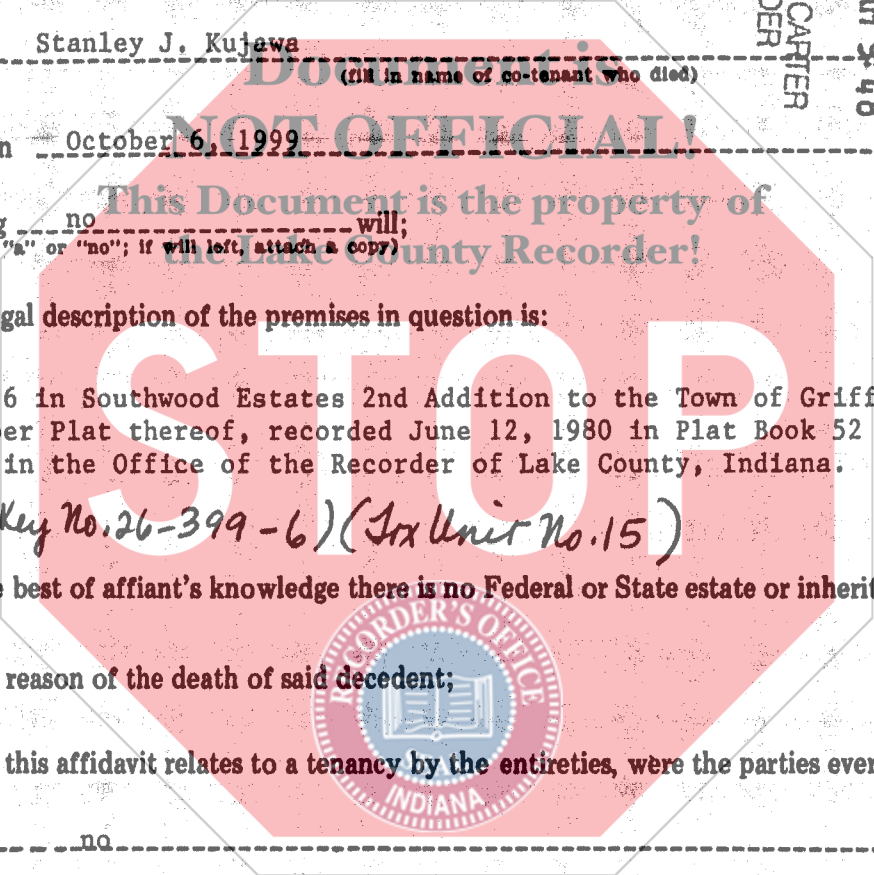 Stanley J. Kujawa
(fill in name of co-tenant who died)
CARTER
DER
Document is
n October 6, 1999
NOT OFFICIAL!
This Document is the property of
g no will;
"a" or "no"; if will left, attach a copy)
the Lake County Recorder!
gal description of the premises in question is:
STOP
6 in Southwood Estates 2nd Addition to the Town of Griff
er Plat thereof, recorded June 12, 1980 in Plat Book 52
in the Office of the Recorder of Lake County, Indiana.
Key No. 26-399-6) (Tax Unit No. 15)
e best of affiant's knowledge there is no Federal or State estate or inherit
RECORDER'S OFFICE
reason of the death of said decedent;
SEAL
this affidavit relates to a tenancy by the entireties, were the parties ever
INDIANA
no